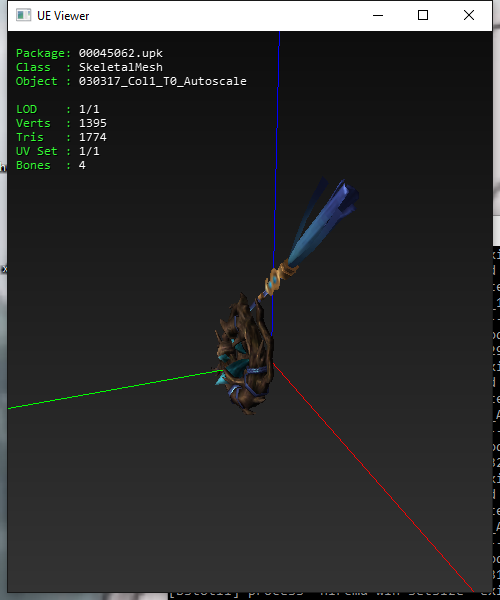 UE Viewer
Package: 00045062.upk
Class  : SkeletalMesh
Object : 030317_Col1_T0_Autoscale
LOD    : 1/1
Verts  : 1395
Tris   : 1774
UV Set : 1/1
Bones  : 4